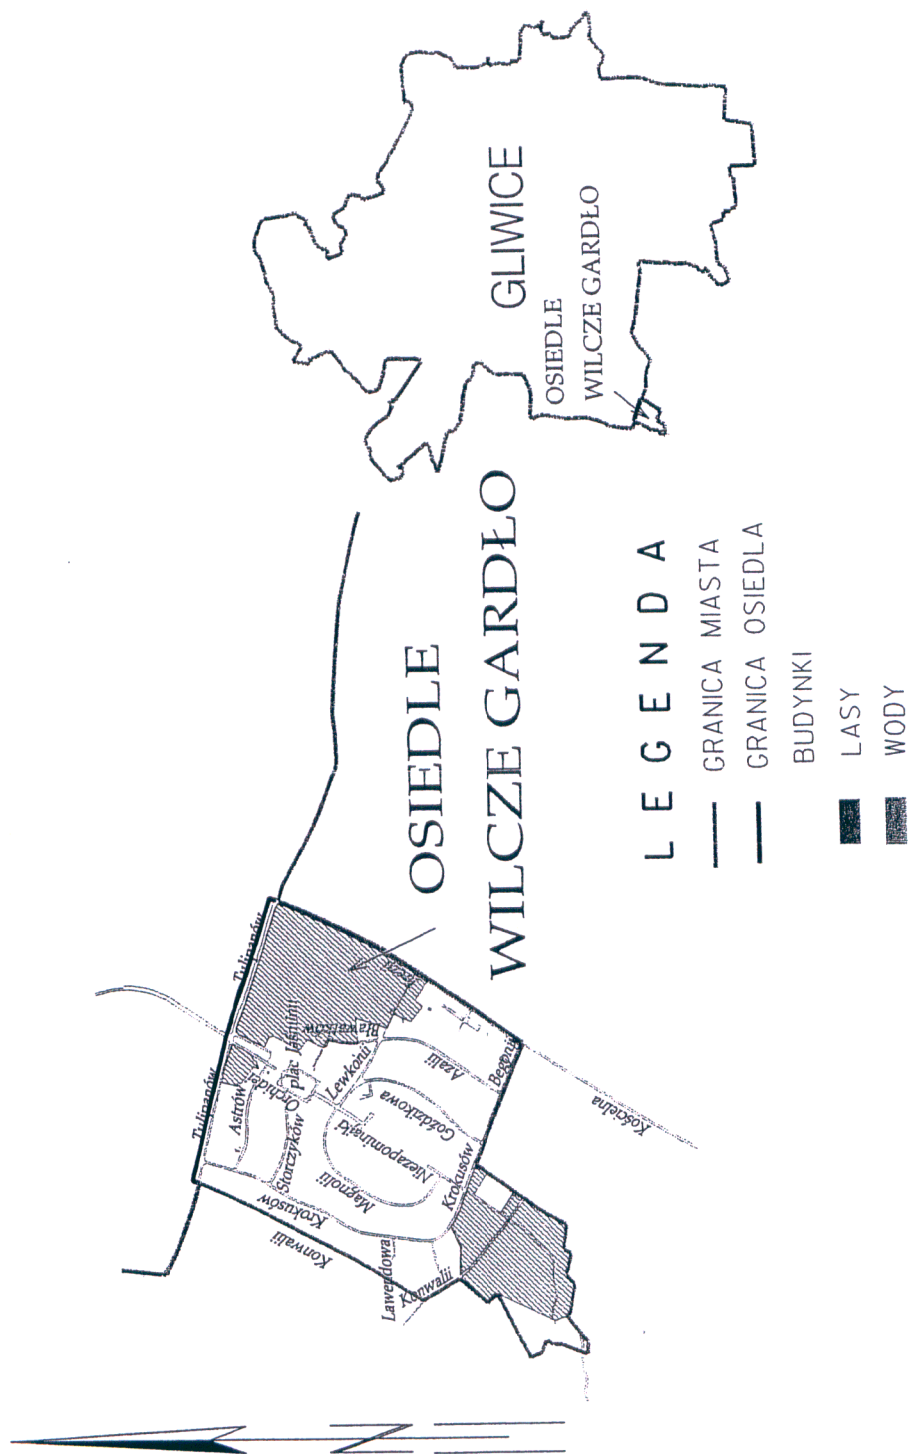 GLIWICE
OSIEDLE
WILCZE GARDŁO
OSIEDLE
WILCZE GARDŁO
LEGENDA
GRANICA MIASTA
GRANICA OSIEDLA
BUDYNKI
LASY
WODY
Tulipanów
Tulipanów
Astrów
Orchidei
plac Jaśminu
Bławatków
Storczyków
Lewkonii
Niezapominajki
Goździkowa
Azalii
Magnolii
Krokusów
Krokusów
Konwalii
Konwalii
Lawendowa
Begonii
Kościelna
N